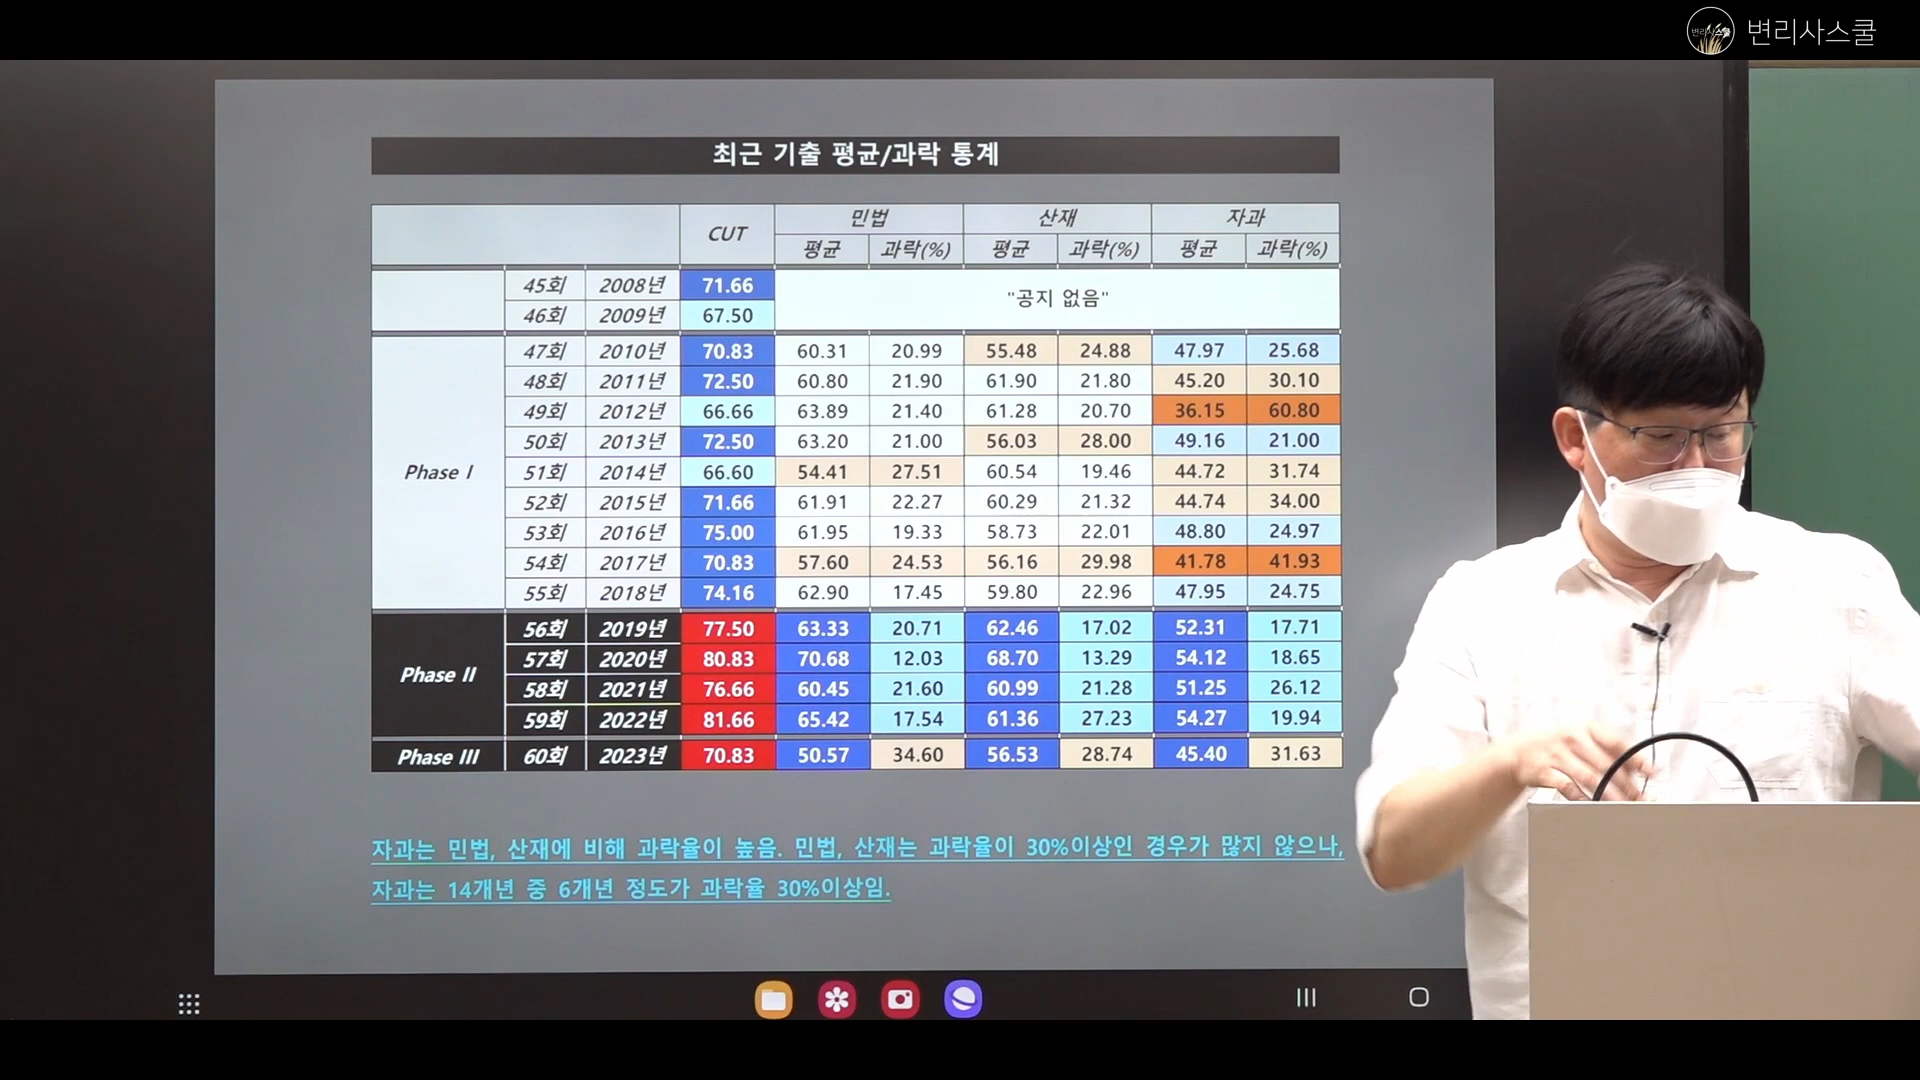 변리사스쿨
최근 기출 평균/과락 통계
CUT 민법 산재 자과
평균 과락(%) 평균 과락(%) 평균 과락(%)
45회 2008년 71.66 "공지 없음"
46회 2009년 67.50
Phase I
47회 2010년 70.83 60.31 20.99 55.48 24.88 47.97 25.68
48회 2011년 72.50 60.80 21.90 61.90 21.80 45.20 30.10
49회 2012년 66.66 63.89 21.40 61.28 20.70 36.15 60.80
50회 2013년 72.50 63.20 21.00 56.03 28.00 49.16 21.00
51회 2014년 66.60 54.41 27.51 60.54 19.46 44.72 31.74
52회 2015년 71.66 61.91 22.27 60.29 21.32 44.74 34.00
53회 2016년 75.00 61.95 19.33 58.73 22.01 48.80 24.97
54회 2017년 70.83 57.60 24.53 56.16 29.98 41.78 41.93
55회 2018년 74.16 62.90 17.45 59.80 22.96 47.95 24.75
Phase II
56회 2019년 77.50 63.33 20.71 62.46 17.02 52.31 17.71
57회 2020년 80.83 70.68 12.03 68.70 13.29 54.12 18.65
58회 2021년 76.66 60.45 21.60 60.99 21.28 51.25 26.12
59회 2022년 81.66 65.42 17.54 61.36 27.23 54.27 19.94
Phase III 60회 2023년 70.83 50.57 34.60 56.53 28.74 45.40 31.63
자과는 민법, 산재에 비해 과락율이 높음. 민법, 산재는 과락율이 30%이상인 경우가 많지 않으나,
자과는 14개년 중 6개년 정도가 과락율 30%이상임.